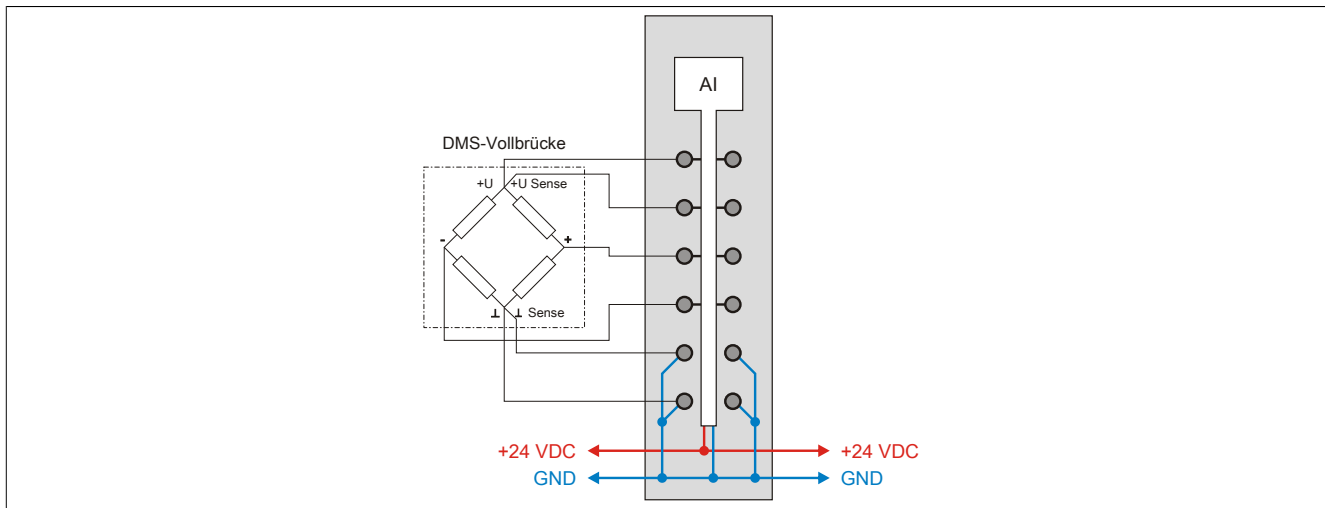 AI
DMS-Vollbrücke
+U +U Sense
- +
⊥ ⊥ Sense
+24 VDC +24 VDC
GND GND